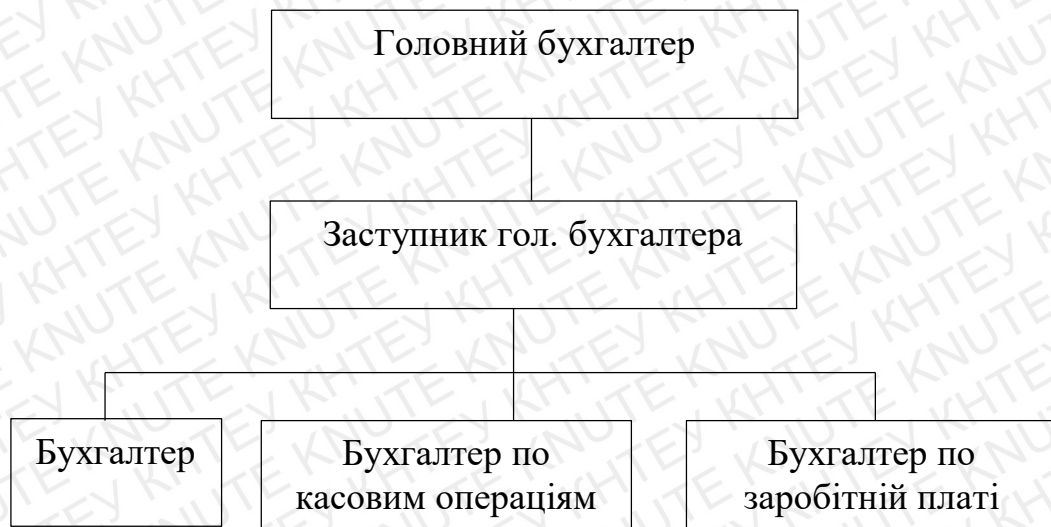 Головний бухгалтер
Заступник гол. бухгалтера
Бухгалтер
Бухгалтер по
касовим операціям
Бухгалтер по
заробітній платі